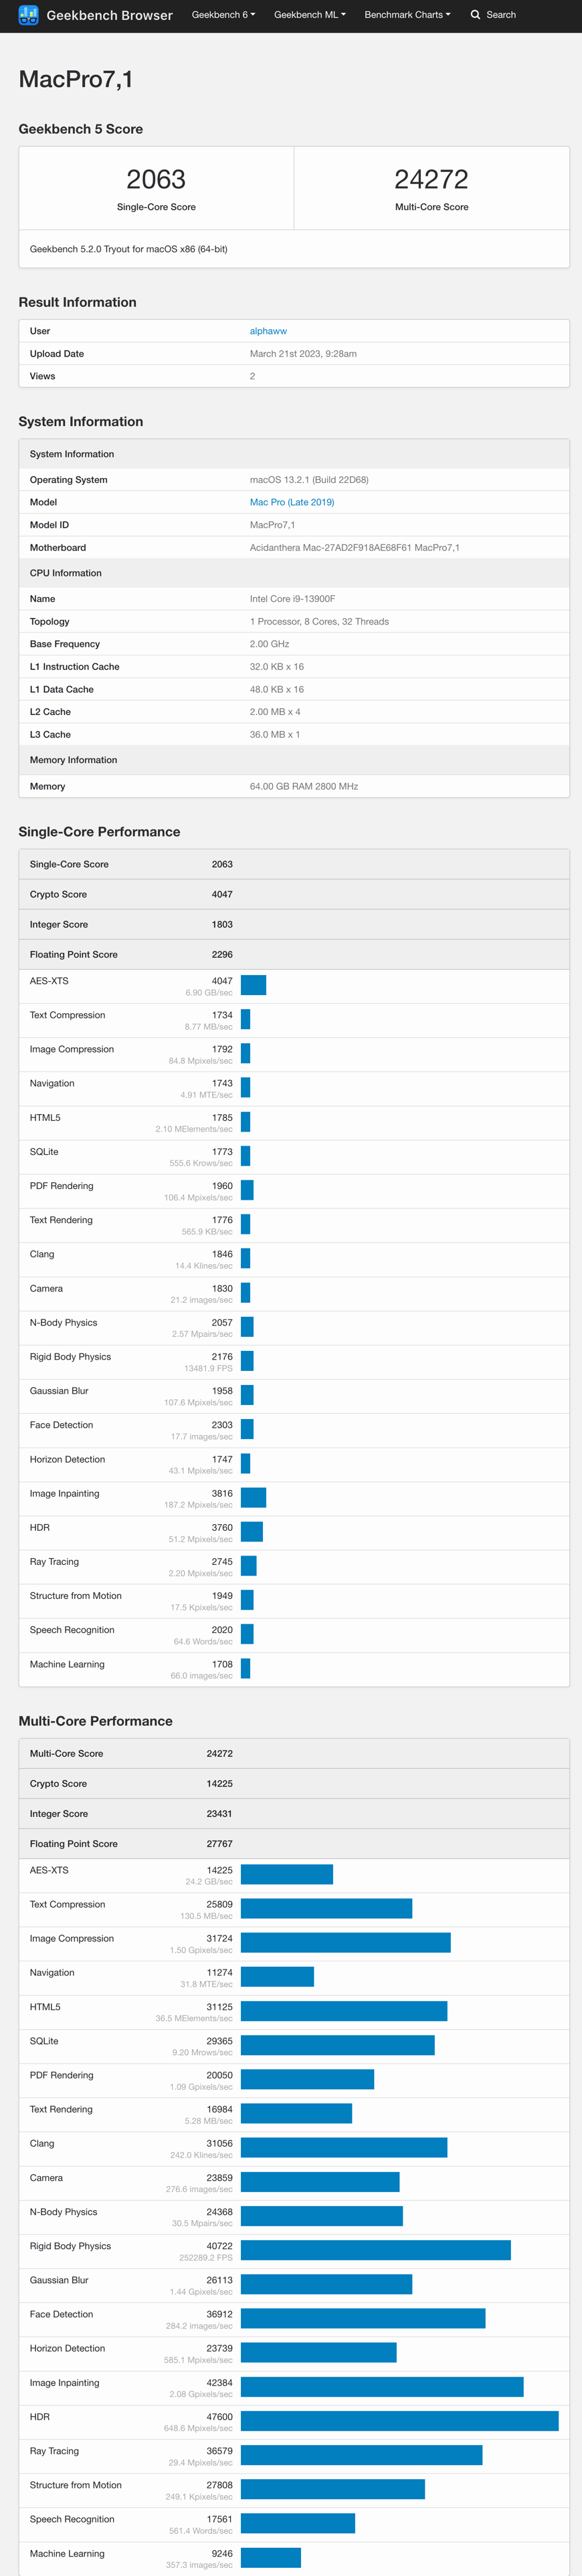 Geekbench Browser Geekbench 6 Geekbench ML Benchmark Charts Search
MacPro7,1
Geekbench 5 Score
2063 24272
Single-Core Score Multi-Core Score
Geekbench 5.2.0 Tryout for macOS x86 (64-bit)
Result Information
User alphaww
Upload Date March 21st 2023, 9:28am
Views 2
System Information
System Information
Operating System macOS 13.2.1 (Build 22D68)
Model Mac Pro (Late 2019)
Model ID MacPro7,1
Motherboard Acidanthera Mac-27AD2F918AE68F61 MacPro7,1
CPU Information
Name Intel Core i9-13900F
Topology 1 Processor, 8 Cores, 32 Threads
Base Frequency 2.00 GHz
L1 Instruction Cache 32.0 KB x 16
L1 Data Cache 48.0 KB x 16
L2 Cache 2.00 MB x 4
L3 Cache 36.0 MB x 1
Memory Information
Memory 64.00 GB RAM 2800 MHz
Single-Core Performance
Single-Core Score 2063
Crypto Score 4047
Integer Score 1803
Floating Point Score 2296
AES-XTS 4047
6.90 GB/sec
Text Compression 1734
8.77 MB/sec
Image Compression 1792
84.8 Mpixels/sec
Navigation 1743
4.91 MTE/sec
HTML5 1785
2.10 MElements/sec
SQLite 1773
555.6 Krows/sec
PDF Rendering 1960
106.4 Mpixels/sec
Text Rendering 1776
565.9 KB/sec
Clang 1846
14.4 Klines/sec
Camera 1830
21.2 images/sec
N-Body Physics 2057
2.57 Mpairs/sec
Rigid Body Physics 2176
13481.9 FPS
Gaussian Blur 1958
107.6 Mpixels/sec
Face Detection 2303
17.7 images/sec
Horizon Detection 1747
43.1 Mpixels/sec
Image Inpainting 3816
187.2 Mpixels/sec
HDR 3760
51.2 Mpixels/sec
Ray Tracing 2745
2.20 Mpixels/sec
Structure from Motion 1949
17.5 Kpixels/sec
Speech Recognition 2020
64.6 Words/sec
Machine Learning 1708
66.0 images/sec
Multi-Core Performance
Multi-Core Score 24272
Crypto Score 14225
Integer Score 23431
Floating Point Score 27767
AES-XTS 14225
24.2 GB/sec
Text Compression 25809
130.5 MB/sec
Image Compression 31724
1.50 Gpixels/sec
Navigation 11274
31.8 MTE/sec
HTML5 31125
36.5 MElements/sec
SQLite 29365
9.20 Mrows/sec
PDF Rendering 20050
1.09 Gpixels/sec
Text Rendering 16984
5.28 MB/sec
Clang 31056
242.0 Klines/sec
Camera 23859
276.6 images/sec
N-Body Physics 24368
30.5 Mpairs/sec
Rigid Body Physics 40722
252289.2 FPS
Gaussian Blur 26113
1.44 Gpixels/sec
Face Detection 36912
284.2 images/sec
Horizon Detection 23739
585.1 Mpixels/sec
Image Inpainting 42384
2.08 Gpixels/sec
HDR 47600
648.6 Mpixels/sec
Ray Tracing 36579
29.4 Mpixels/sec
Structure from Motion 27808
249.1 Kpixels/sec
Speech Recognition 17561
561.4 Words/sec
Machine Learning 9246
357.3 images/sec